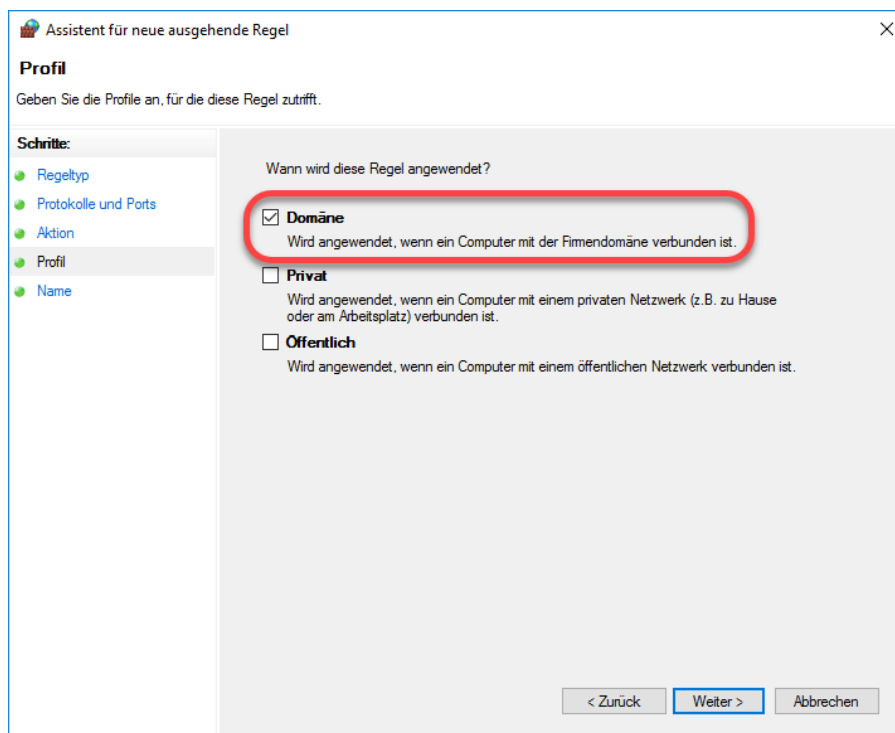 Assistent für neue ausgehende Regel
Profil
Geben Sie die Profile an, für die diese Regel zutrifft.
Schritte:
Regeltyp
Protokolle und Ports
Aktion
Profil
Name
Wann wird diese Regel angewendet?
Domäne
Wird angewendet, wenn ein Computer mit der Firmendomäne verbunden ist.
Privat
Wird angewendet, wenn ein Computer mit einem privaten Netzwerk (z.B. zu Hause
oder am Arbeitsplatz) verbunden ist.
Öffentlich
Wird angewendet, wenn ein Computer mit einem öffentlichen Netzwerk verbunden ist.
< Zurück
Weiter >
Abbrechen